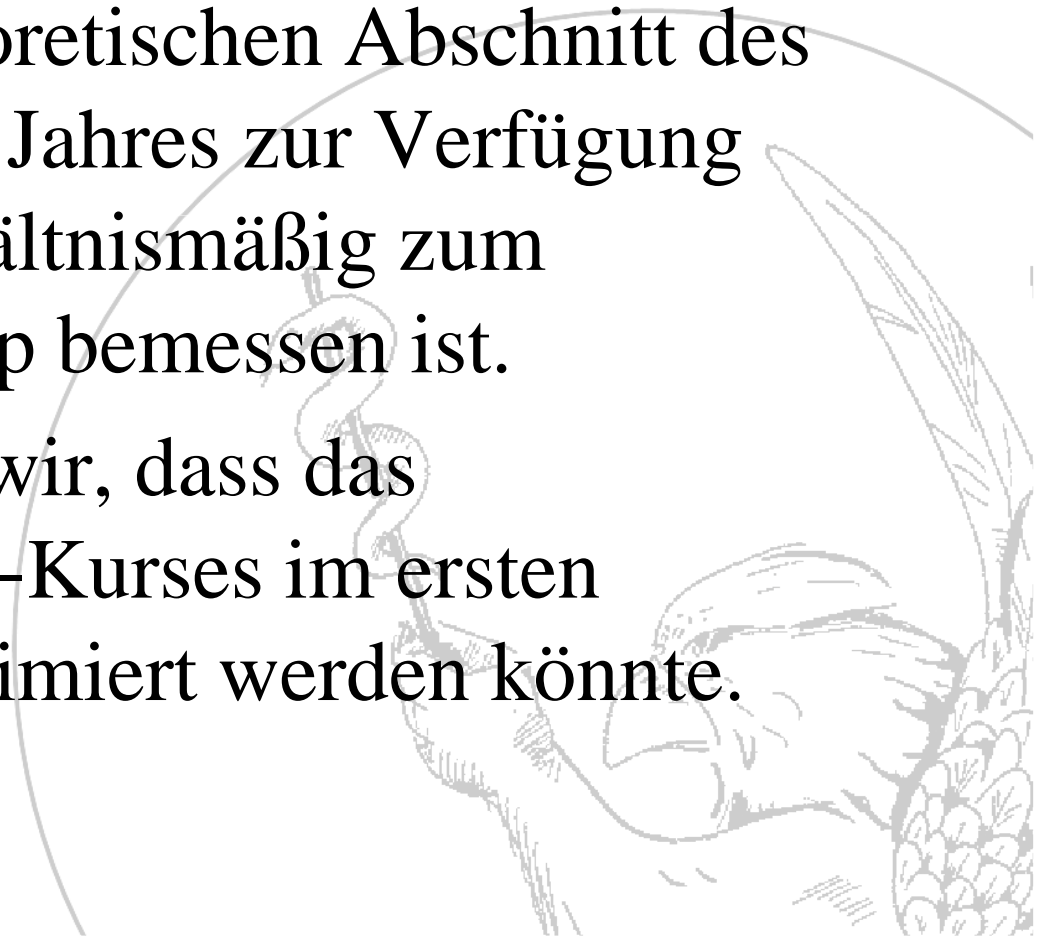 oretischen Abschnitt des
Jahres zur Verfügung
ältnismäßig zum
p bemessen ist.
wir, dass das
-Kurses im ersten
imiert werden könnte.